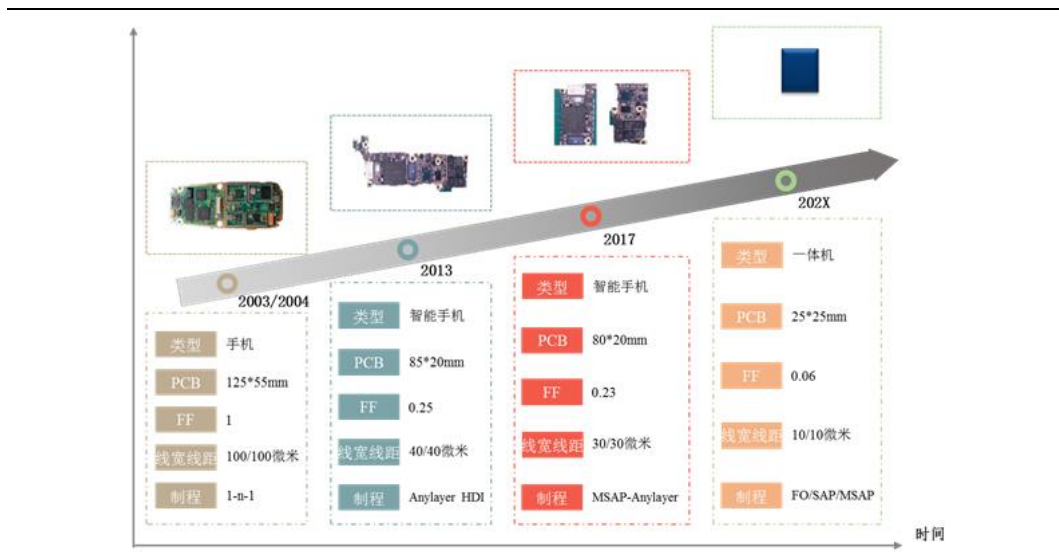 2003/2004
类型 手机
PCB 125*55mm
FF 1
线宽线距 100/100微米
制程 1-n-1
2013
类型 智能手机
PCB 85*20mm
FF 0.25
线宽线距 40/40微米
制程 Anylayer HDI
2017
类型 智能手机
PCB 80*20mm
FF 0.23
线宽线距 30/30微米
制程 MSAP-Anylayer
202X
类型 一体机
PCB 25*25mm
FF 0.06
线宽线距 10/10微米
制程 FO/SAP/MSAP
时间